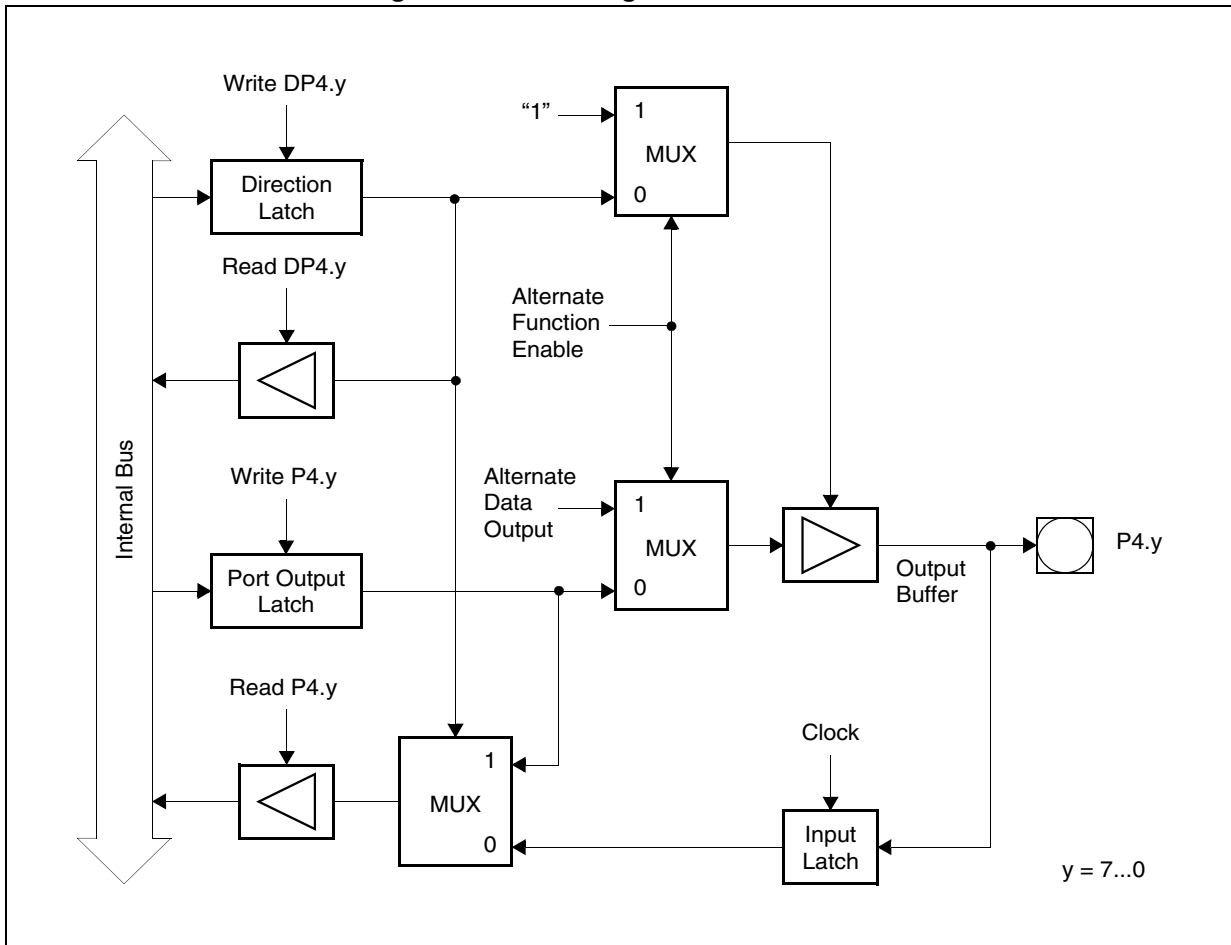 Write DP4.y
"1"
1
MUX
0
Direction
Latch
Read DP4.y
Alternate
Function
Enable
Internal Bus
Write P4.y
Alternate
Data
Output
1
MUX
0
P4.y
Output
Buffer
Port Output
Latch
Read P4.y
Clock
1
MUX
0
Input
Latch
y = 7...0